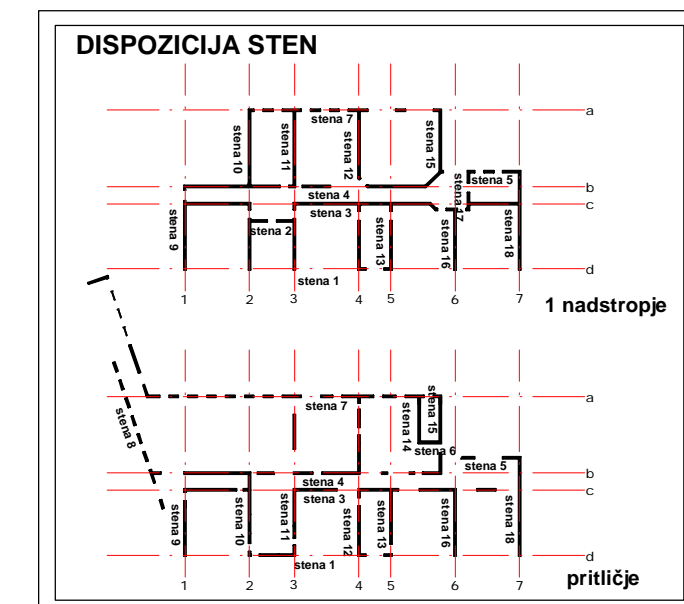 DISPOZICIJA STEN
a
stena 7
stena 10
stena 11
stena 12
stena 15
stena 5
b
stena 4
c
stena 3
stena 17
stena 9
stena 2
stena 13
stena 16
stena 18
d
stena 1
1 2 3 4 5 6 7
1 nadstropje
a
stena 7
stena 8
stena 14
stena 15
stena 6
stena 5
b
stena 4
c
stena 3
stena 9
stena 10
stena 11
stena 12
stena 13
stena 16
stena 18
d
stena 1
1 2 3 4 5 6 7
pritličje